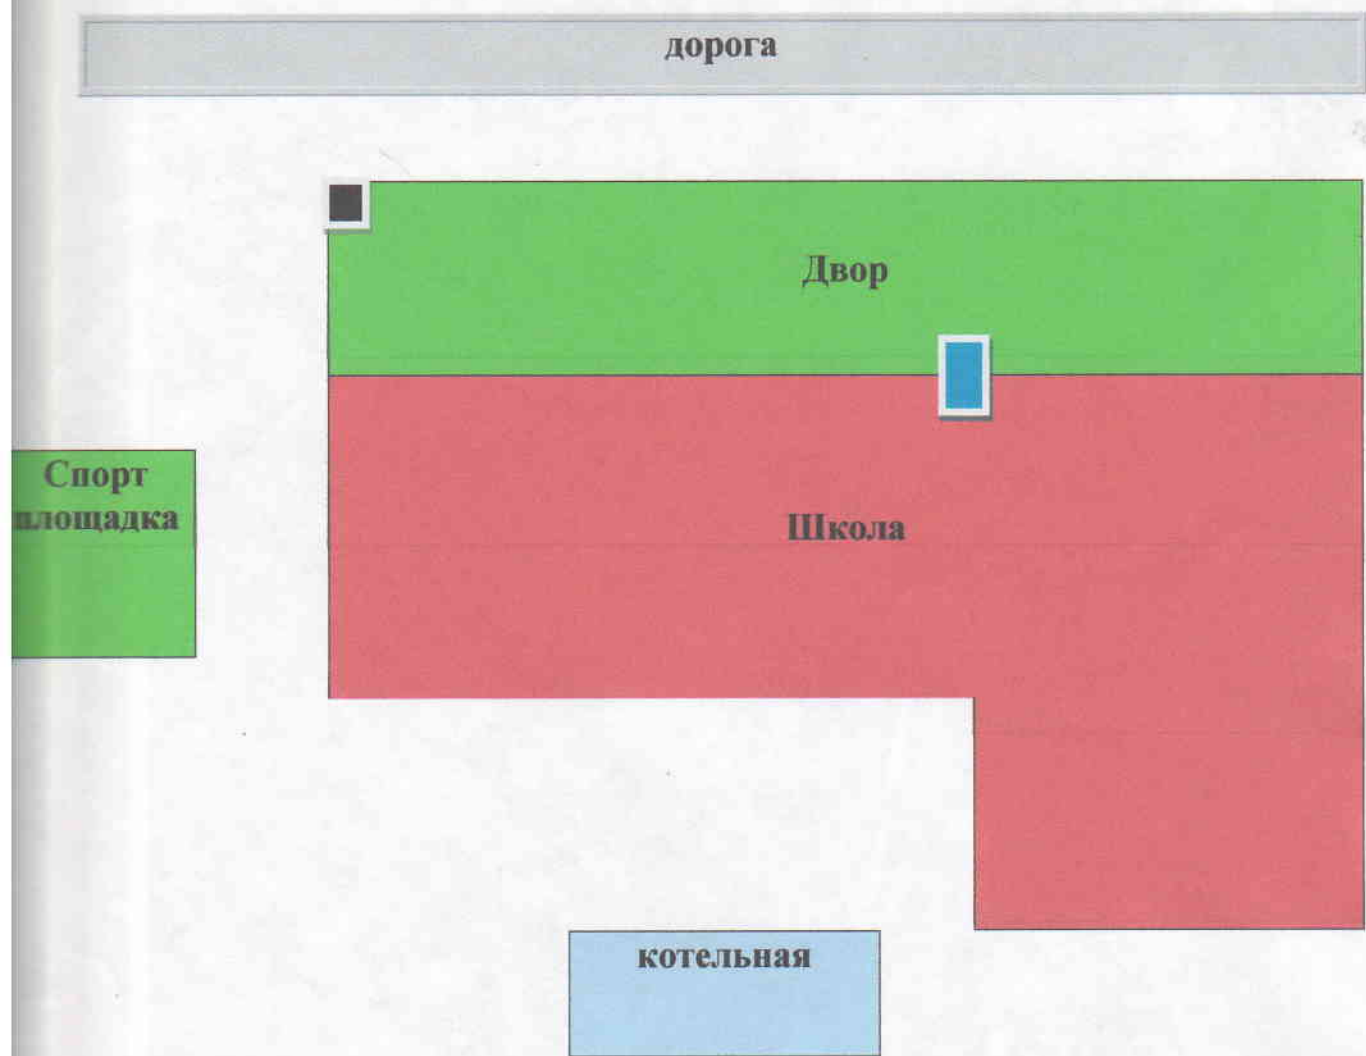 дорога
Двор
Спорт
площадка
Школа
котельная